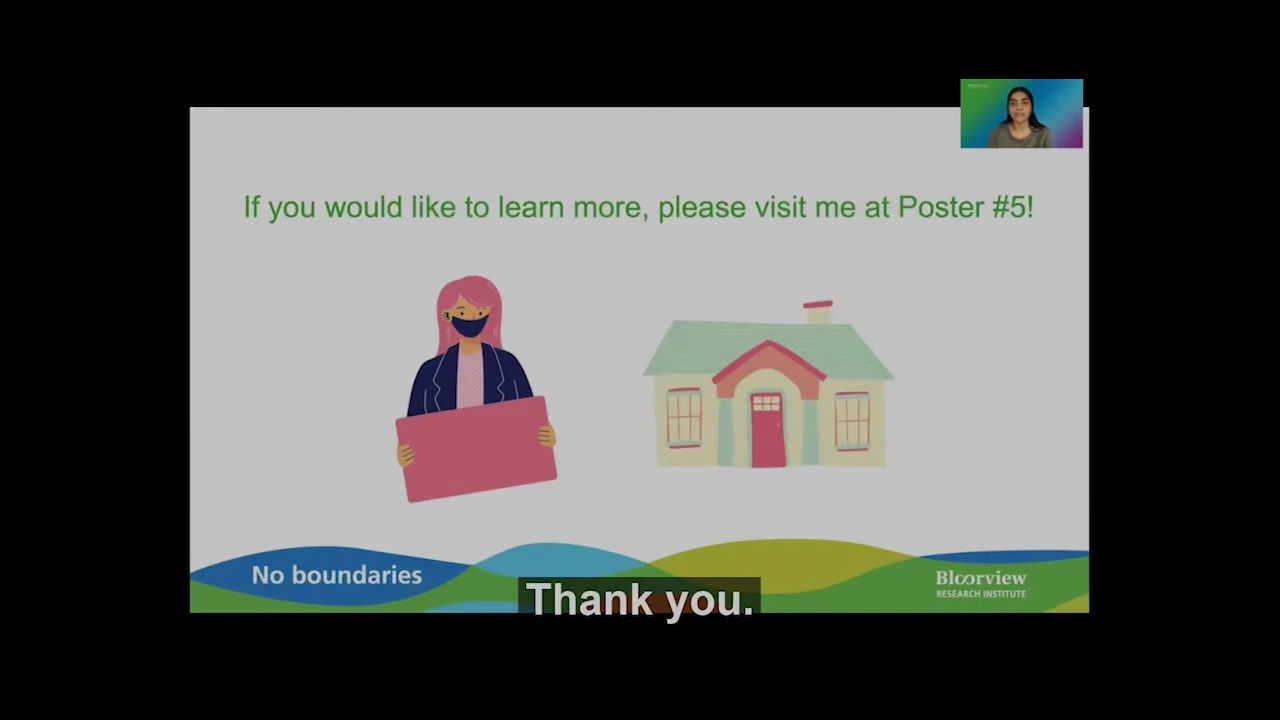 If you would like to learn more, please visit me at Poster #5!
No boundaries
Bloorview
RESEARCH INSTITUTE
Thank you.